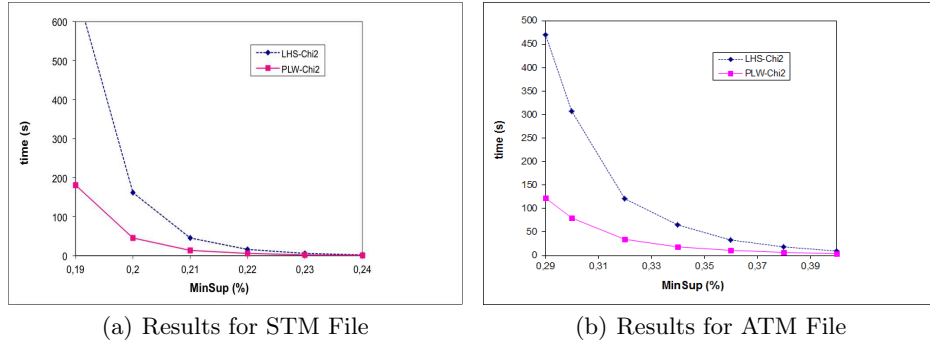 600
500
400
300
200
100
0
time (s)
LHS-Chi2
PLW-Chi2
0,19 0,2 0,21 0,22 0,23 0,24
MinSup (%)
(a) Results for STM File
500
450
400
350
300
250
200
150
100
50
0
time (s)
LHS-Chi2
PLW-Chi2
0,29 0,31 0,33 0,35 0,37 0,39
MinSup (%)
(b) Results for ATM File